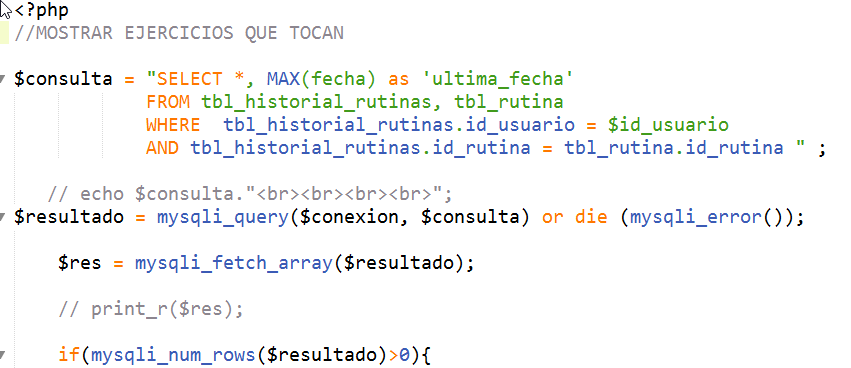 <?php
//MOSTRAR EJERCICIOS QUE TOCAN
$consulta = "SELECT *, MAX(fecha) as 'ultima_fecha'
FROM tbl_historial_rutinas, tbl_rutina
WHERE  tbl_historial_rutinas.id_usuario = $id_usuario
AND tbl_historial_rutinas.id_rutina = tbl_rutina.id_rutina " ;
// echo $consulta."<br><br><br><br>";
$resultado = mysqli_query($conexion, $consulta) or die (mysqli_error());
$res = mysqli_fetch_array($resultado);
// print_r($res);
if(mysqli_num_rows($resultado)>0){